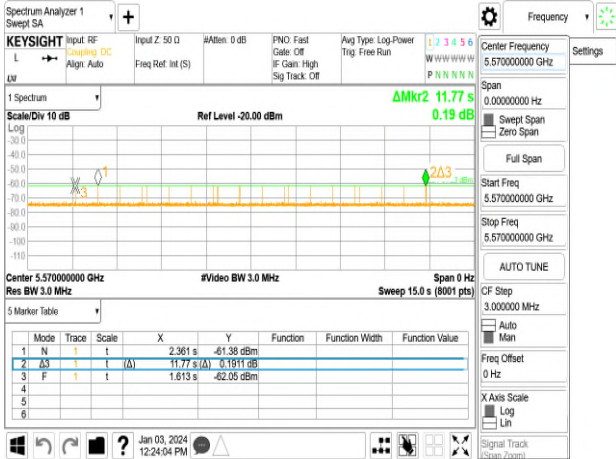 Spectrum Analyzer 1
Swept SA
+
Frequency
KEYSIGHT
Input: RF
Coupling: DC
Align: Auto
Input Z: 50 Ω
Freq Ref: Int (S)
#Atten: 0 dB
PNO: Fast
Gate: Off
IF Gain: High
Sig Track: Off
Avg Type: Log-Power
Trig: Free Run
1 2 3 4 5 6
W W W W W W
P N N N N N
L
Center Frequency
5.570000000 GHz
Settings
1 Spectrum
ΔMkr2 11.77 s
0.19 dB
Scale/Div 10 dB
Ref Level -20.00 dBm
Log
-30.0
-40.0
-50.0
-60.0
-70.0
-80.0
-90.0
-100
-110
1
3
2Δ3
Center 5.570000000 GHz
Res BW 3.0 MHz
#Video BW 3.0 MHz
Span 0 Hz
Sweep 15.0 s (8001 pts)
Span
0.00000000 Hz
Swept Span
Zero Span
Full Span
Start Freq
5.570000000 GHz
Stop Freq
5.570000000 GHz
AUTO TUNE
CF Step
3.000000 MHz
Auto
Man
Freq Offset
0 Hz
X Axis Scale
Log
Lin
Signal Track
(Span Zoom)
5 Marker Table
Mode Trace Scale X Y Function Function Width Function Value
1 N 1 t 2.361 s -61.38 dBm
2 Δ3 1 t (Δ) 11.77 s (Δ) 0.1911 dB
3 F 1 t 1.613 s -62.05 dBm
4
5
6
?
Jan 03, 2024
12:24:04 PM